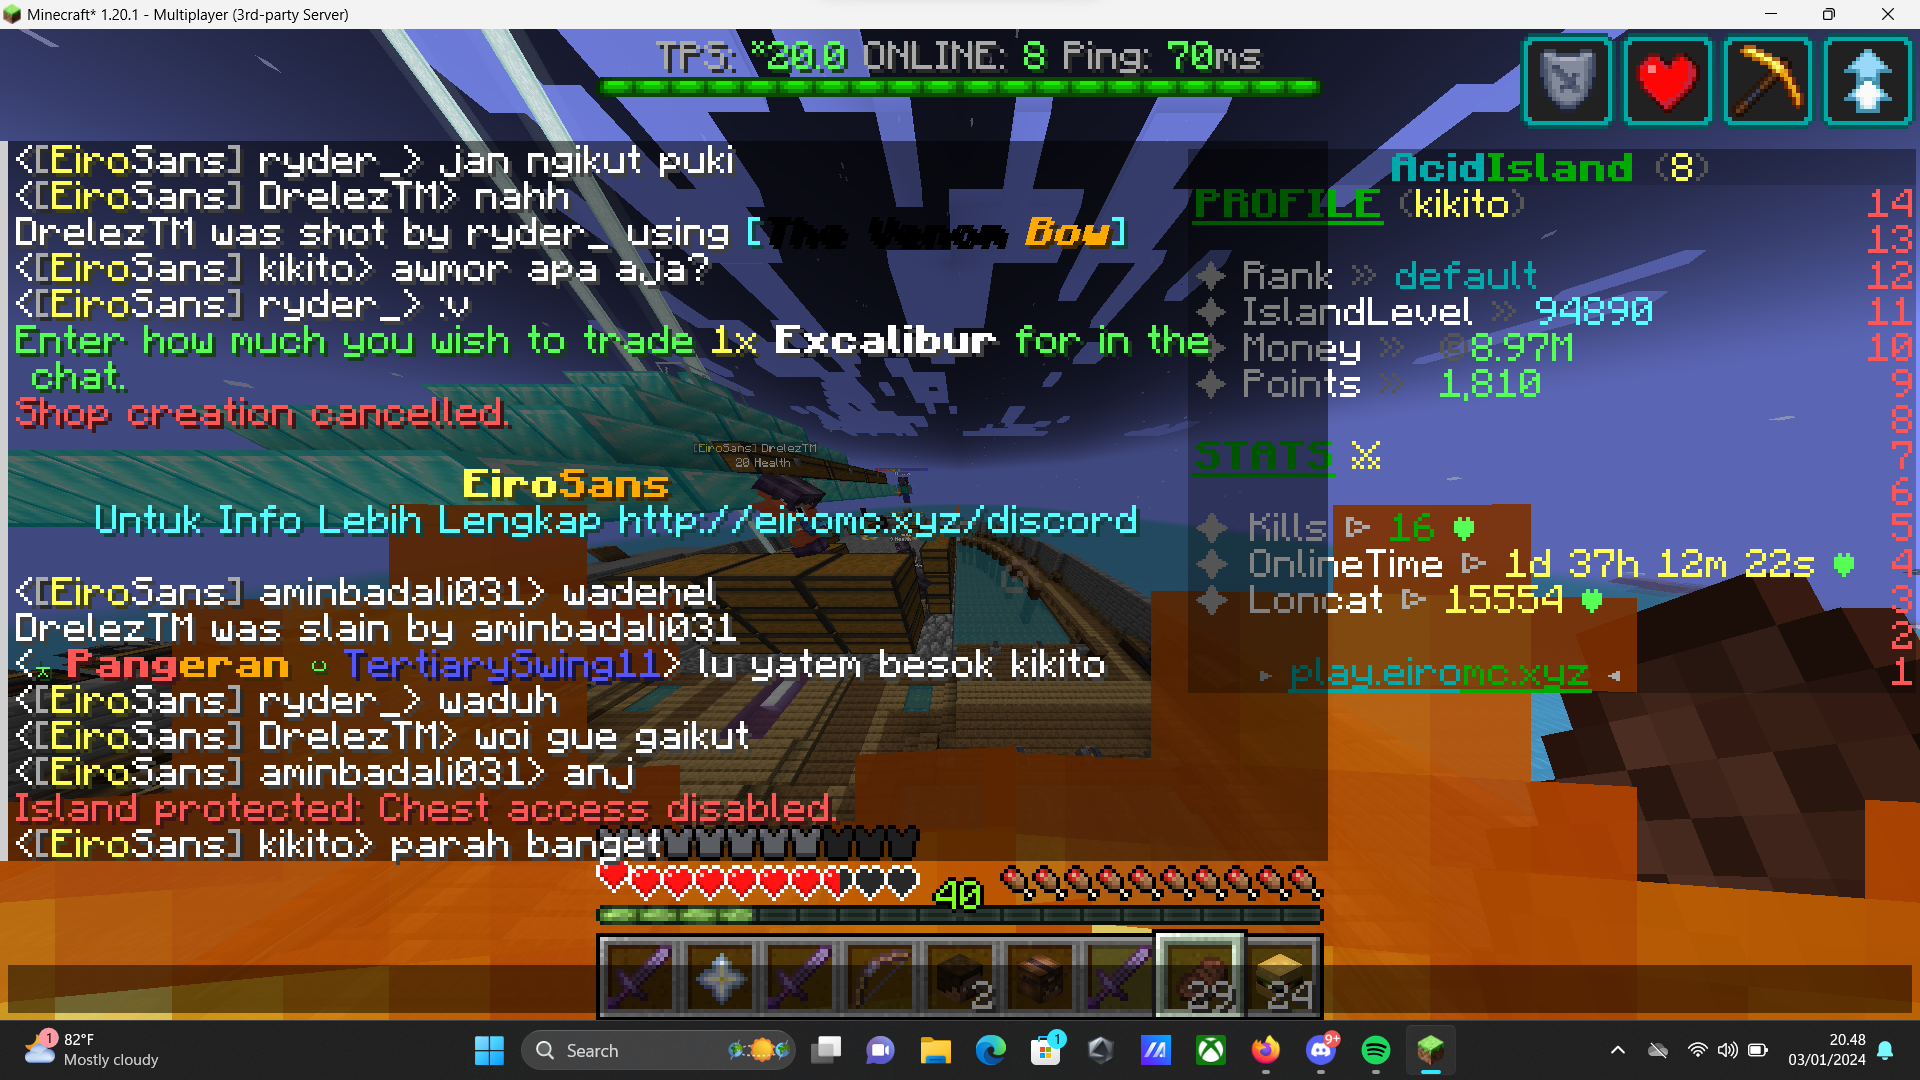 Minecraft* 1.20.1 - Multiplayer (3rd-party Server)
TPS: *20.0 ONLINE: 8 Ping: 70ms
<[EiroSans] ryder_> jan ngikut puki
<[EiroSans] DrelezTM> nahh
DrelezTM was shot by ryder_ using [The Venom Bow]
<[EiroSans] kikito> awmor apa aja?
<[EiroSans] ryder_> :v
Enter how much you wish to trade 1x Excalibur for in the
chat.
Shop creation cancelled.
EiroSans
Untuk Info Lebih Lengkap http://eiromc.xyz/discord
<[EiroSans] aminbadali031> wadehel
DrelezTM was slain by aminbadali031
<Pangeran TertiarySwing11> lu yatem besok kikito
<[EiroSans] ryder_> waduh
<[EiroSans] DrelezTM> woi gue gaikut
<[EiroSans] aminbadali031> anj
Island protected: Chest access disabled.
<[EiroSans] kikito> parah banget
[EiroSans] DrelezTM
20 Health
AcidIsland (8)
PROFILE (kikito) 14
13
Rank » default 12
IslandLevel » 94890 11
Money » 8.97M 10
Points » 1,810 9
8
STATS ⚔ 7
6
Kills 16 5
OnlineTime 1d 37h 12m 22s 4
Loncat 15554 3
2
play.eiromc.xyz 1
40
2
29
24
1
82°F
Mostly cloudy
Search
1
9+
20.48
03/01/2024